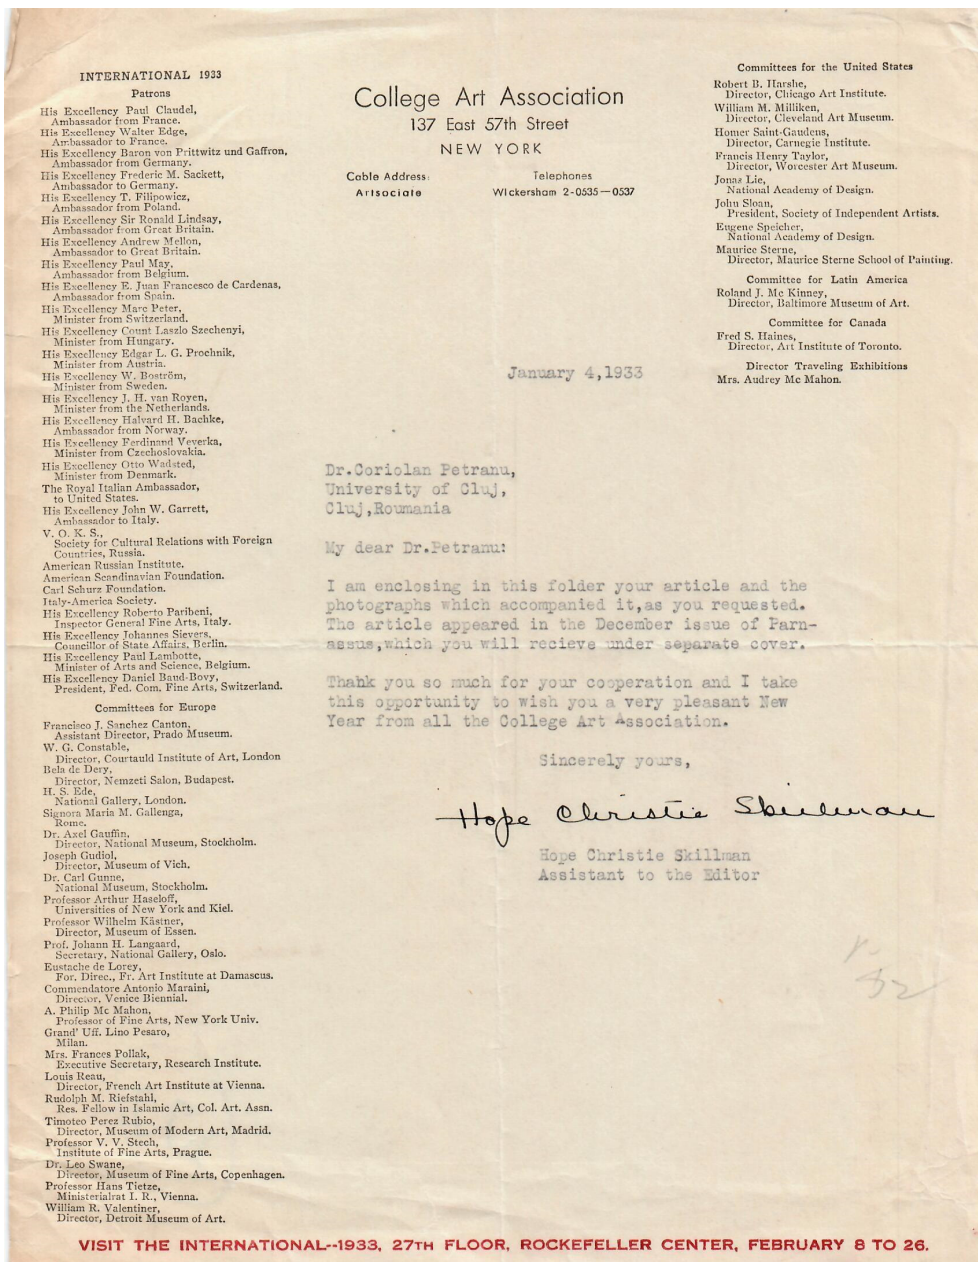 INTERNATIONAL 1933
Patrons
His Excellency Paul Claudel,
Ambassador from France.
His Excellency Walter Edge,
Ambassador to France.
His Excellency Baron von Prittwitz und Gaffron,
Ambassador from Germany.
His Excellency Frederic M. Sackett,
Ambassador to Germany.
His Excellency T. Filipowicz,
Ambassador from Poland.
His Excellency Sir Ronald Lindsay,
Ambassador from Great Britain.
His Excellency Andrew Mellon,
Ambassador to Great Britain.
His Excellency Paul May,
Ambassador from Belgium.
His Excellency E. Juan Francesco de Cardenas,
Ambassador from Spain.
His Excellency Marc Peter,
Minister from Switzerland.
His Excellency Count Laszlo Szechenyi,
Minister from Hungary.
His Excellency Edgar L. G. Prochnik,
Minister from Austria.
His Excellency W. Boström,
Minister from Sweden.
His Excellency J. H. van Royen,
Minister from the Netherlands.
His Excellency Halvard H. Bachke,
Ambassador from Norway.
His Excellency Ferdinand Veverka,
Minister from Czechoslovakia.
His Excellency Otto Wadsted,
Minister from Denmark.
The Royal Italian Ambassador,
to United States.
His Excellency John W. Garrett,
Ambassador to Italy.
V. O. K. S.,
Society for Cultural Relations with Foreign
Countries, Russia.
American Russian Institute.
American Scandinavian Foundation.
Carl Schurz Foundation.
Italy-America Society.
His Excellency Roberto Paribeni,
Inspector General Fine Arts, Italy.
His Excellency Johannes Sievers,
Councillor of State Affairs, Berlin.
His Excellency Paul Lambotte,
Minister of Arts and Science, Belgium.
His Excellency Daniel Baud-Bovy,
President, Fed. Com. Fine Arts, Switzerland.
Committees for Europe
Francisco J. Sanchez Canton,
Assistant Director, Prado Museum.
W. G. Constable,
Director, Courtauld Institute of Art, London
Bela de Dery,
Director, Nemzeti Salon, Budapest.
H. S. Ede,
National Gallery, London.
Signora Maria M. Gallenga,
Rome.
Dr. Axel Gauffin,
Director, National Museum, Stockholm.
Joseph Gudiol,
Director, Museum of Vich.
Dr. Carl Gunne,
National Museum, Stockholm.
Professor Arthur Haseloff,
Universities of New York and Kiel.
Professor Wilhelm Kästner,
Director, Museum of Essen.
Prof. Johann H. Langaard,
Secretary, National Gallery, Oslo.
Eustache de Lorey,
For. Direc., Fr. Art Institute at Damascus.
Commendatore Antonio Maraini,
Director, Venice Biennial.
A. Philip Mc Mahon,
Professor of Fine Arts, New York Univ.
Grand' Uff. Lino Pesaro,
Milan.
Mrs. Frances Pollak,
Executive Secretary, Research Institute.
Louis Reau,
Director, French Art Institute at Vienna.
Rudolph M. Riefstahl,
Res. Fellow in Islamic Art, Col. Art. Assn.
Timoteo Perez Rubio,
Director, Museum of Modern Art, Madrid.
Professor V. V. Stech,
Institute of Fine Arts, Prague.
Dr. Leo Swane,
Director, Museum of Fine Arts, Copenhagen.
Professor Hans Tietze,
Ministerialrat I. R., Vienna.
William R. Valentiner,
Director, Detroit Museum of Art.
College Art Association
137 East 57th Street
NEW YORK
Cable Address: Telephones
Artsociate WIckersham 2-0535—0537
Committees for the United States
Robert B. Harshe,
Director, Chicago Art Institute.
William M. Milliken,
Director, Cleveland Art Museum.
Homer Saint-Gaudens,
Director, Carnegie Institute.
Francis Henry Taylor,
Director, Worcester Art Museum.
Jonas Lie,
National Academy of Design.
John Sloan,
President, Society of Independent Artists.
Eugene Speicher,
National Academy of Design.
Maurice Sterne,
Director, Maurice Sterne School of Painting.
Committee for Latin America
Roland J. Mc Kinney,
Director, Baltimore Museum of Art.
Committee for Canada
Fred S. Haines,
Director, Art Institute of Toronto.
Director Traveling Exhibitions
Mrs. Audrey Mc Mahon.
January 4,1933
Dr.Coriolan Petranu,
University of Cluj,
Cluj,Roumania
My dear Dr.Petranu:
I am enclosing in this folder your article and the
photographs which accompanied it,as you requested.
The article appeared in the December issue of Parn-
assus,which you will recieve under separate cover.
Thank you so much for your cooperation and I take
this opportunity to wish you a very pleasant New
Year from all the College Art Association.
Sincerely yours,
Hope Christie Skillman
Hope Christie Skillman
Assistant to the Editor
VISIT THE INTERNATIONAL--1933, 27TH FLOOR, ROCKEFELLER CENTER, FEBRUARY 8 TO 26.